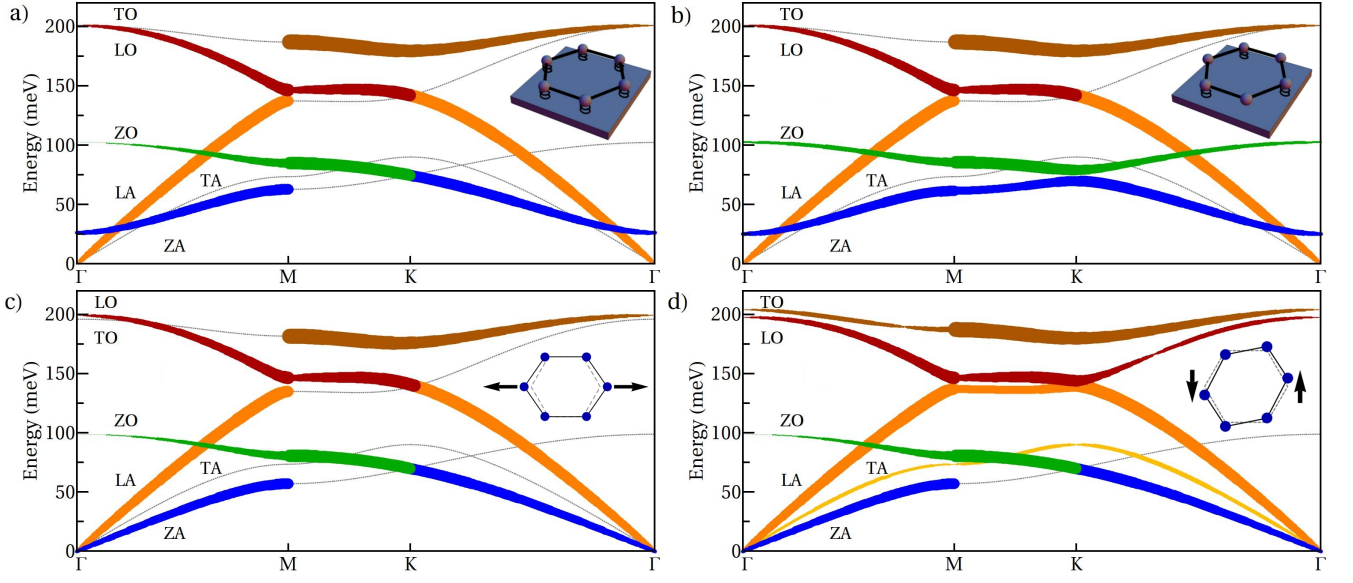 a)
Energy (meV)
200
150
100
50
0
TO
LO
ZO
TA
LA
ZA
Γ M K Γ
b)
Energy (meV)
200
150
100
50
0
TO
LO
ZO
TA
LA
ZA
Γ M K Γ
c)
Energy (meV)
200
150
100
50
0
LO
TO
ZO
TA
LA
ZA
Γ M K Γ
d)
Energy (meV)
200
150
100
50
0
TO
LO
ZO
TA
LA
ZA
Γ M K Γ